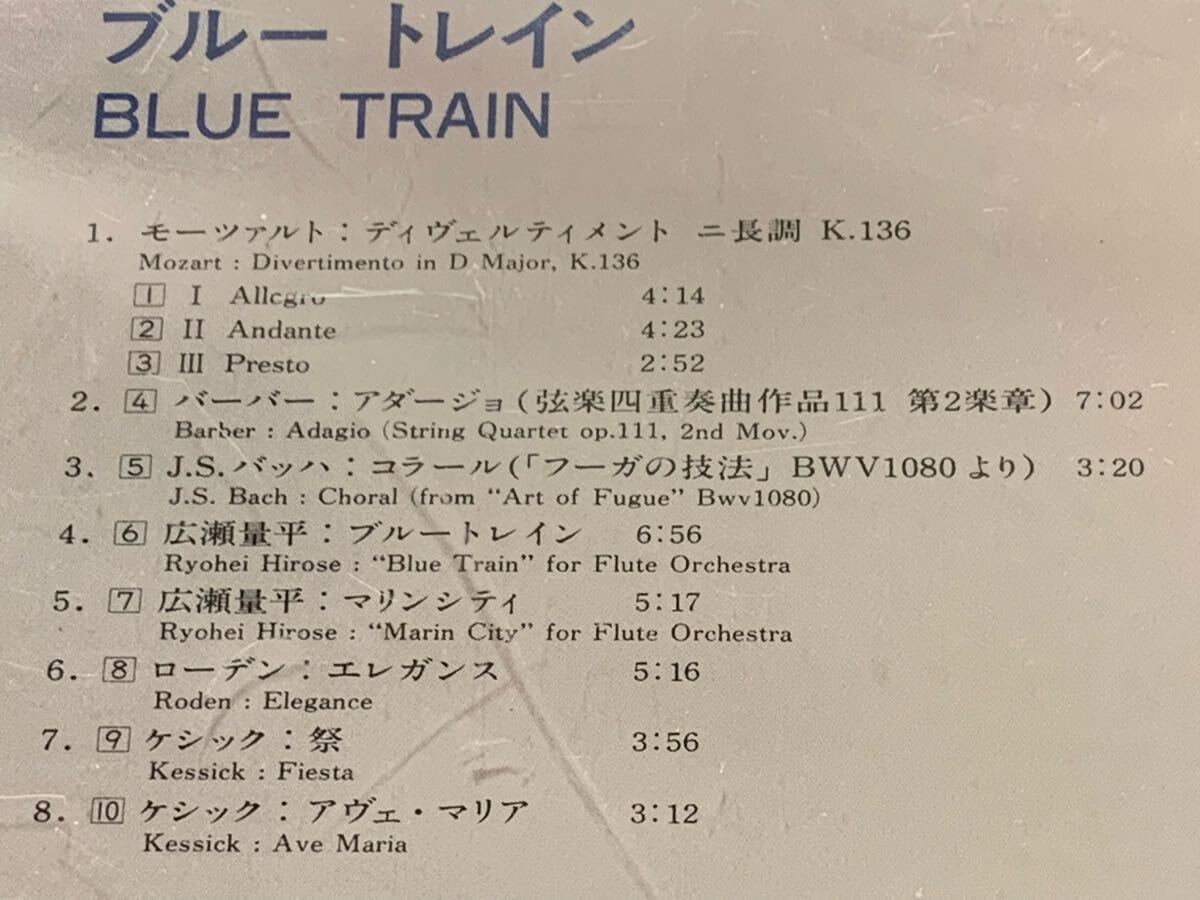 ブルー トレイン
BLUE TRAIN
1. モーツァルト：ディヴェルティメント ニ長調 K.136
Mozart : Divertimento in D Major, K.136
1 I Allegro 4:14
2 II Andante 4:23
3 III Presto 2:52
2. 4 バーバー：アダージョ（弦楽四重奏曲作品111 第2楽章） 7:02
Barber : Adagio (String Quartet op.111, 2nd Mov.)
3. 5 J.S.バッハ：コラール（「フーガの技法」BWV1080より） 3:20
J.S. Bach : Choral (from “Art of Fugue” Bwv1080)
4. 6 広瀬量平：ブルートレイン 6:56
Ryohei Hirose : “Blue Train” for Flute Orchestra
5. 7 広瀬量平：マリンシティ 5:17
Ryohei Hirose : “Marin City” for Flute Orchestra
6. 8 ローデン：エレガンス 5:16
Roden : Elegance
7. 9 ケシック：祭 3:56
Kessick : Fiesta
8. 10 ケシック：アヴェ・マリア 3:12
Kessick : Ave Maria